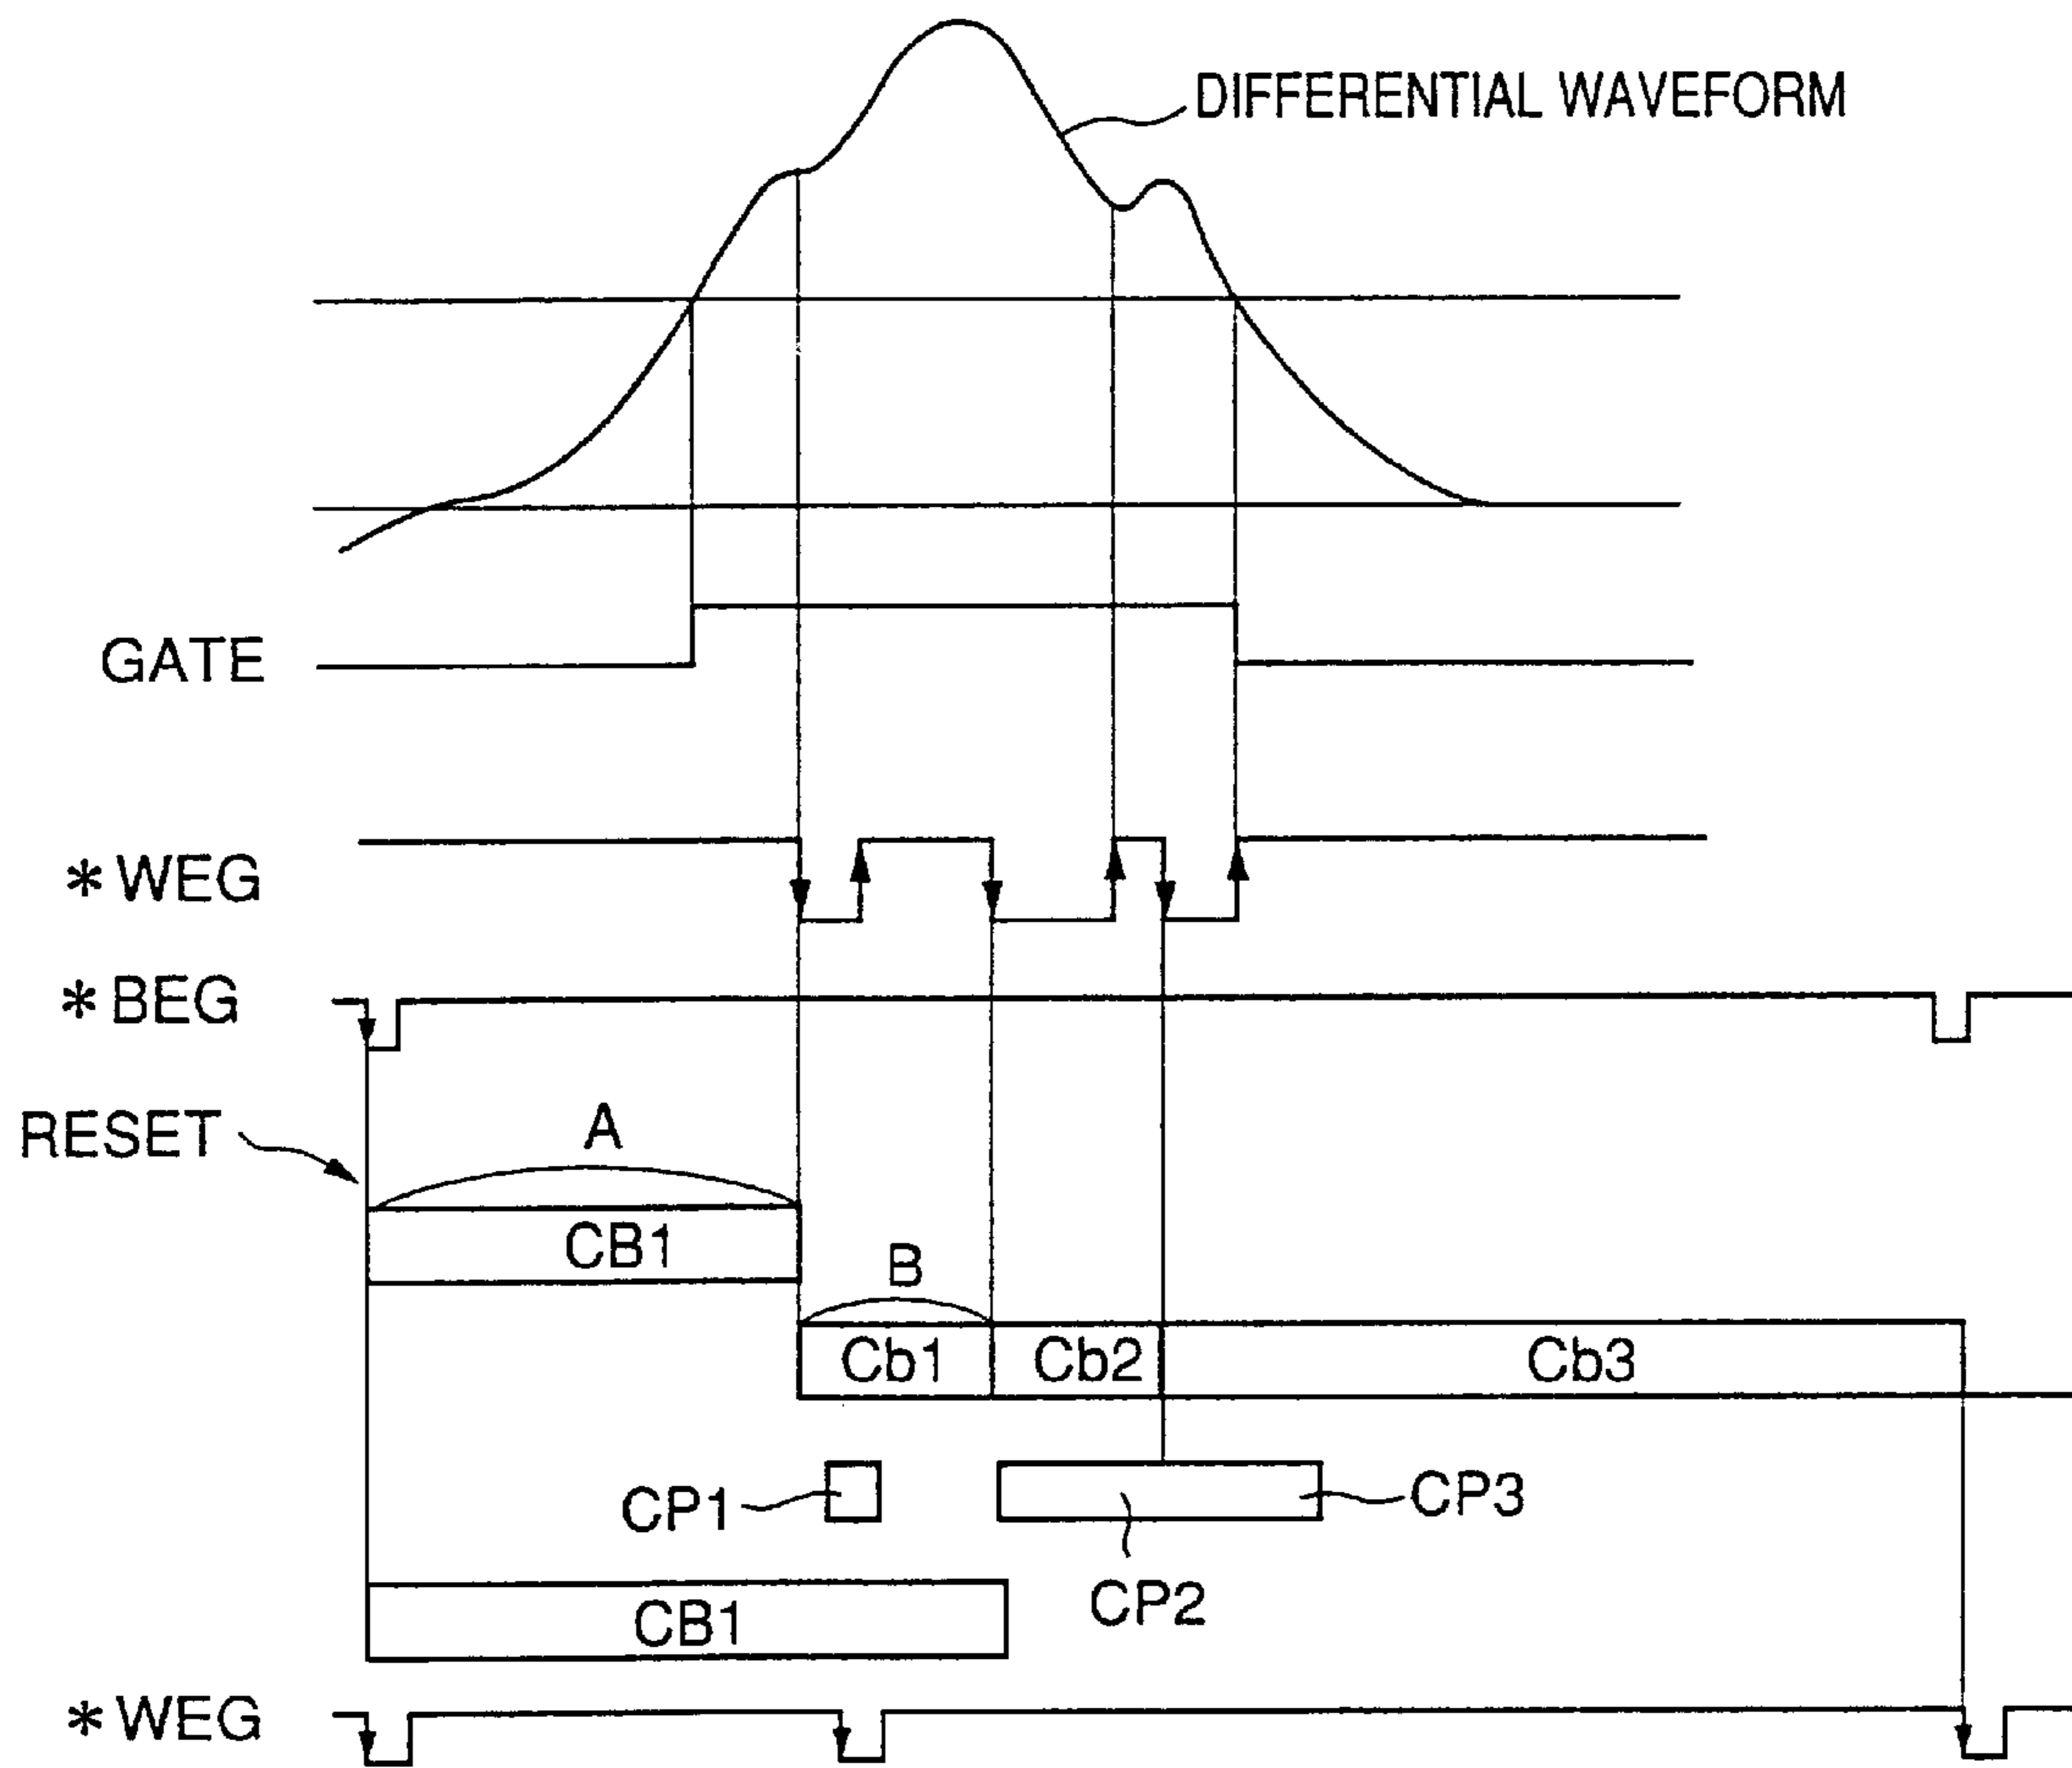 DIFFERENTIAL WAVEFORM
GATE
* WEG
* BEG
RESET
A
CB1
B
Cb1 Cb2 Cb3
CP1
CP3
CP2
CB1
* WEG